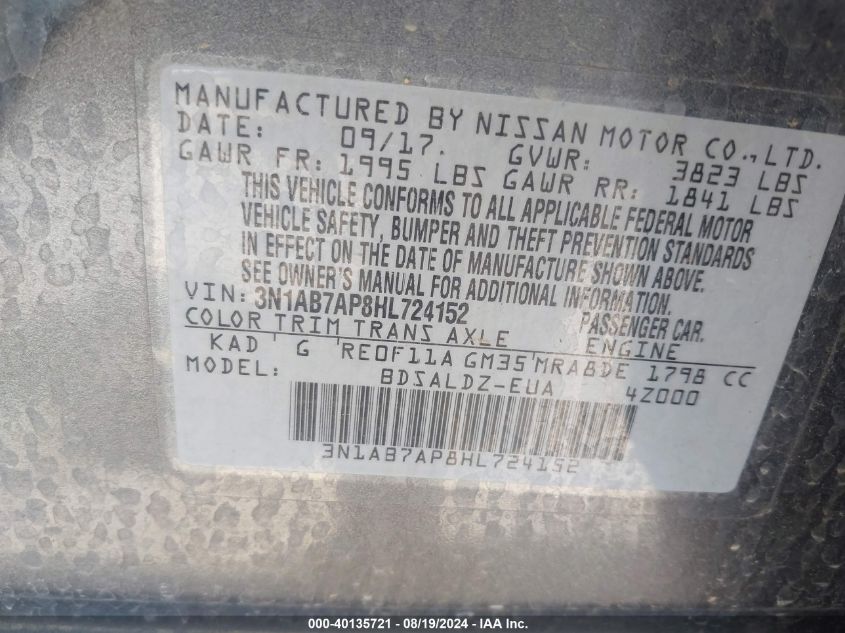 MANUFACTURED BY NISSAN MOTOR CO.,LTD.
DATE: 09/17. GVWR: 3823 LBS
GAWR FR: 1995 LBS GAWR RR: 1841 LBS
THIS VEHICLE CONFORMS TO ALL APPLICABLE FEDERAL MOTOR
VEHICLE SAFETY, BUMPER AND THEFT PREVENTION STANDARDS
IN EFFECT ON THE DATE OF MANUFACTURE SHOWN ABOVE.
SEE OWNER'S MANUAL FOR ADDITIONAL INFORMATION.
VIN: 3N1AB7AP8HL724152 PASSENGER CAR.
COLOR TRIM TRANS AXLE ENGINE
KAD G REOF11A GM35 MRA8DE 1798 CC
MODEL: BDSALDZ-EUA 4Z000
3N1AB7AP8HL724152
000-40135721 - 08/19/2024 - IAA Inc.